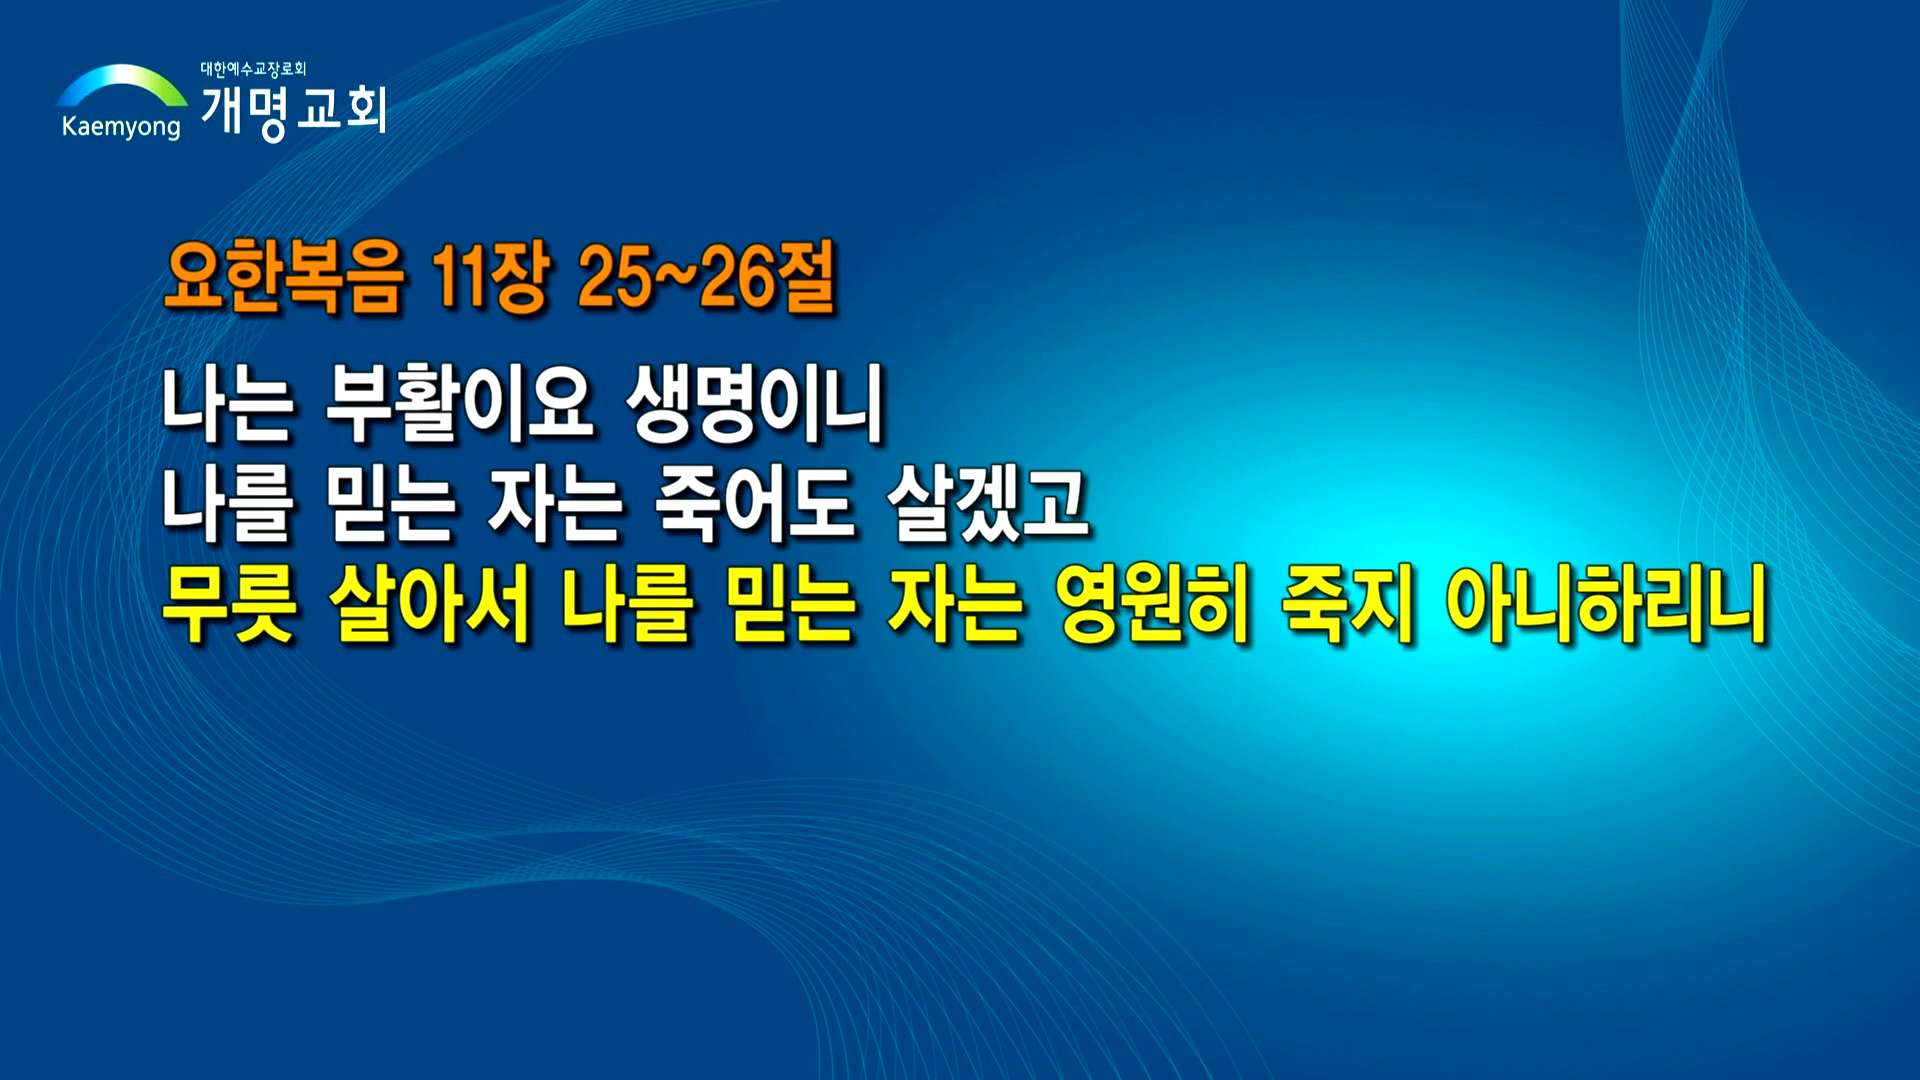 대한예수교장로회
개명교회
Kaemyong
요한복음 11장 25~26절
나는 부활이요 생명이니
나를 믿는 자는 죽어도 살겠고
무릇 살아서 나를 믿는 자는 영원히 죽지 아니하리니